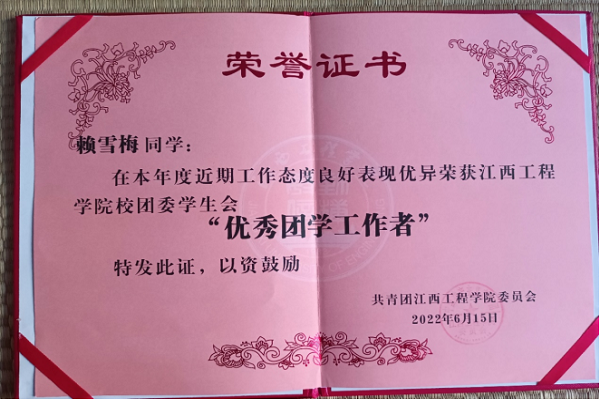 荣誉证书
赖雪梅同学：
在本年度近期工作态度良好表现优异荣获江西工程
学院校团委学生会
“优秀团学工作者”
特发此证，以资鼓励
共青团江西工程学院委员会
2022年6月15日